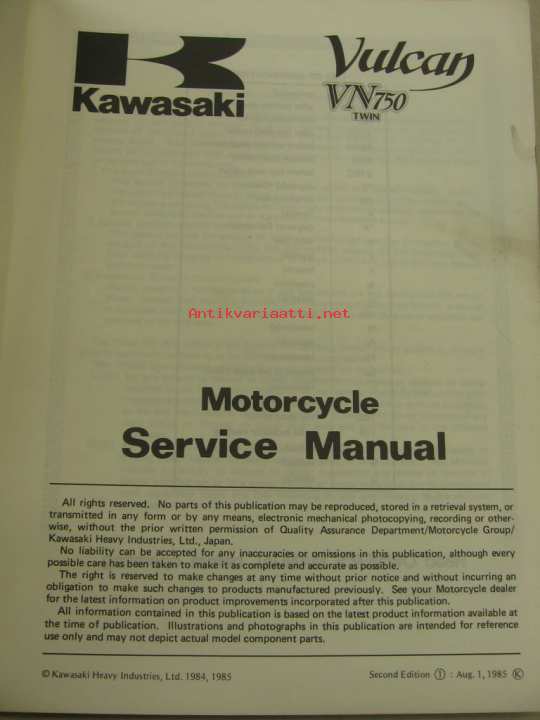 Kawasaki
Vulcan
VN750
TWIN
Antikvariaatti.net
Motorcycle
Service Manual
All rights reserved. No parts of this publication may be reproduced, stored in a retrieval system, or
transmitted in any form or by any means, electronic mechanical photocopying, recording or other-
wise, without the prior written permission of Quality Assurance Department/Motorcycle Group/
Kawasaki Heavy Industries, Ltd., Japan.
No liability can be accepted for any inaccuracies or omissions in this publication, although every
possible care has been taken to make it as complete and accurate as possible.
The right is reserved to make changes at any time without prior notice and without incurring an
obligation to make such changes to products manufactured previously. See your Motorcycle dealer
for the latest information on product improvements incorporated after this publication.
All information contained in this publication is based on the latest product information available at
the time of publication. Illustrations and photographs in this publication are intended for reference
use only and may not depict actual model component parts.
© Kawasaki Heavy Industries, Ltd. 1984, 1985
Second Edition ① : Aug. 1, 1985 Ⓚ